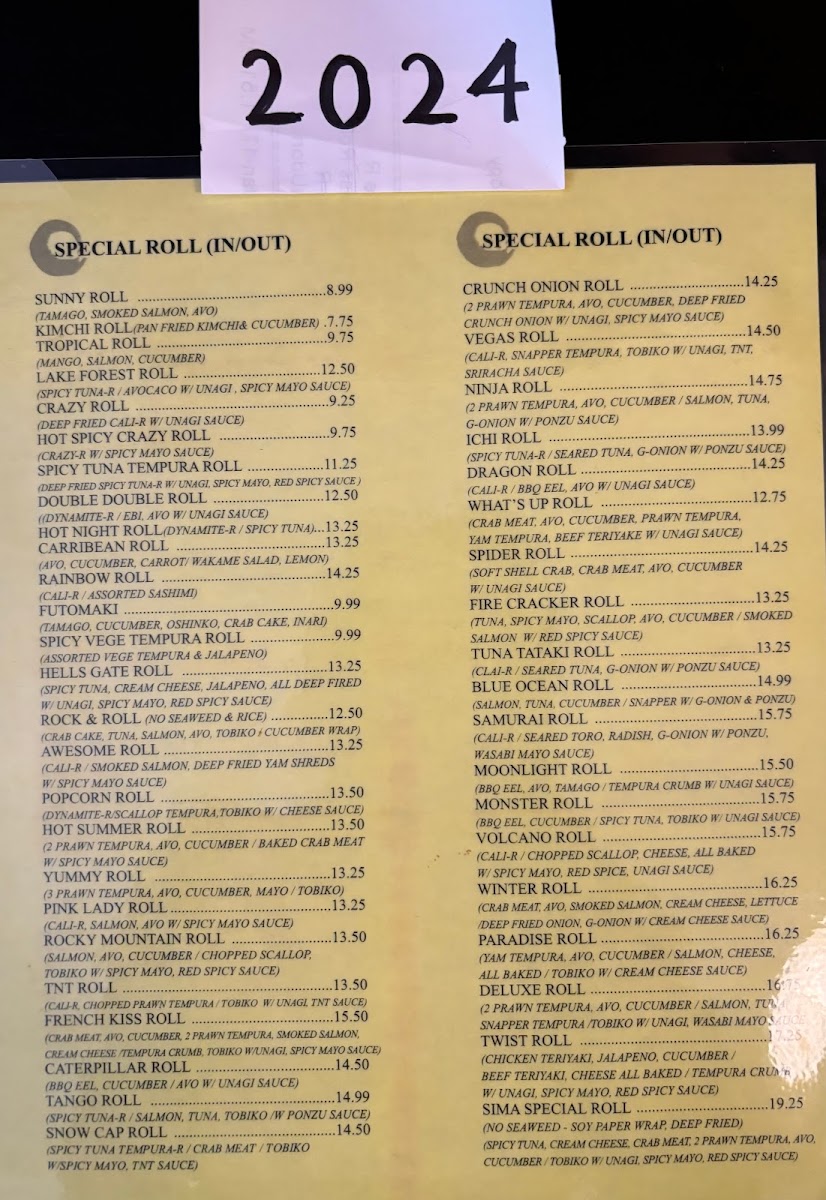 2024
SPECIAL ROLL (IN/OUT)
SUNNY ROLL ..........8.99
(TAMAGO, SMOKED SALMON, AVO)
KIMCHI ROLL(PAN FRIED KIMCHI& CUCUMBER) .7.75
TROPICAL ROLL ..........9.75
(MANGO, SALMON, CUCUMBER)
LAKE FOREST ROLL ..........12.50
(SPICY TUNA-R / AVOCACO W/ UNAGI , SPICY MAYO SAUCE)
CRAZY ROLL ..........9.25
(DEEP FRIED CALI-R W/ UNAGI SAUCE)
HOT SPICY CRAZY ROLL ..........9.75
(CRAZY-R W/ SPICY MAYO SAUCE)
SPICY TUNA TEMPURA ROLL ..........11.25
(DEEP FRIED SPICY TUNA-R W/ UNAGI, SPICY MAYO, RED SPICY SAUCE )
DOUBLE DOUBLE ROLL ..........12.50
((DYNAMITE-R / EBI, AVO W/ UNAGI SAUCE)
HOT NIGHT ROLL(DYNAMITE-R / SPICY TUNA)...13.25
CARRIBEAN ROLL ..........13.25
(AVO, CUCUMBER, CARROT/ WAKAME SALAD, LEMON)
RAINBOW ROLL ..........14.25
(CALI-R / ASSORTED SASHIMI)
FUTOMAKI ..........9.99
(TAMAGO, CUCUMBER, OSHINKO, CRAB CAKE, INARI)
SPICY VEGE TEMPURA ROLL ..........9.99
(ASSORTED VEGE TEMPURA & JALAPENO)
HELLS GATE ROLL ..........13.25
(SPICY TUNA, CREAM CHEESE, JALAPENO, ALL DEEP FIRED
W/ UNAGI, SPICY MAYO, RED SPICY SAUCE)
ROCK & ROLL (NO SEAWEED & RICE) ..........12.50
(CRAB CAKE, TUNA, SALMON, AVO, TOBIKO / CUCUMBER WRAP)
AWESOME ROLL ..........13.25
(CALI-R / SMOKED SALMON, DEEP FRIED YAM SHREDS
W/ SPICY MAYO SAUCE)
POPCORN ROLL ..........13.50
(DYNAMITE-R/SCALLOP TEMPURA,TOBIKO W/ CHEESE SAUCE)
HOT SUMMER ROLL ..........13.50
(2 PRAWN TEMPURA, AVO, CUCUMBER / BAKED CRAB MEAT
W/ SPICY MAYO SAUCE)
YUMMY ROLL ..........13.25
(3 PRAWN TEMPURA, AVO, CUCUMBER, MAYO / TOBIKO)
PINK LADY ROLL ..........13.25
(CALI-R, SALMON, AVO W/ SPICY MAYO SAUCE)
ROCKY MOUNTAIN ROLL ..........13.50
(SALMON, AVO, CUCUMBER / CHOPPED SCALLOP,
TOBIKO W/ SPICY MAYO, RED SPICY SAUCE)
TNT ROLL ..........13.50
(CALI-R, CHOPPED PRAWN TEMPURA / TOBIKO W/ UNAGI, TNT SAUCE)
FRENCH KISS ROLL ..........15.50
(CRAB MEAT, AVO, CUCUMBER, 2 PRAWN TEMPURA, SMOKED SALMON,
CREAM CHEESE /TEMPURA CRUMB, TOBIKO W/UNAGI, SPICY MAYO SAUCE)
CATERPILLAR ROLL ..........14.50
(BBQ EEL, CUCUMBER / AVO W/ UNAGI SAUCE)
TANGO ROLL ..........14.99
(SPICY TUNA-R / SALMON, TUNA, TOBIKO /W PONZU SAUCE)
SNOW CAP ROLL ..........14.50
(SPICY TUNA TEMPURA-R / CRAB MEAT / TOBIKO
W/SPICY MAYO, TNT SAUCE)
SPECIAL ROLL (IN/OUT)
CRUNCH ONION ROLL ..........14.25
(2 PRAWN TEMPURA, AVO, CUCUMBER, DEEP FRIED
CRUNCH ONION W/ UNAGI, SPICY MAYO SAUCE)
VEGAS ROLL ..........14.50
(CALI-R, SNAPPER TEMPURA, TOBIKO W/ UNAGI, TNT,
SRIRACHA SAUCE)
NINJA ROLL ..........14.75
(2 PRAWN TEMPURA, AVO, CUCUMBER / SALMON, TUNA,
G-ONION W/ PONZU SAUCE)
ICHI ROLL ..........13.99
(SPICY TUNA-R / SEARED TUNA, G-ONION W/ PONZU SAUCE)
DRAGON ROLL ..........14.25
(CALI-R / BBQ EEL, AVO W/ UNAGI SAUCE)
WHAT'S UP ROLL ..........12.75
(CRAB MEAT, AVO, CUCUMBER, PRAWN TEMPURA,
YAM TEMPURA, BEEF TERIYAKE W/ UNAGI SAUCE)
SPIDER ROLL ..........14.25
(SOFT SHELL CRAB, CRAB MEAT, AVO, CUCUMBER
W/ UNAGI SAUCE)
FIRE CRACKER ROLL ..........13.25
(TUNA, SPICY MAYO, SCALLOP, AVO, CUCUMBER / SMOKED
SALMON W/ RED SPICY SAUCE)
TUNA TATAKI ROLL ..........13.25
(CLAI-R / SEARED TUNA, G-ONION W/ PONZU SAUCE)
BLUE OCEAN ROLL ..........14.99
(SALMON, TUNA, CUCUMBER / SNAPPER W/ G-ONION & PONZU)
SAMURAI ROLL ..........15.75
(CALI-R / SEARED TORO, RADISH, G-ONION W/ PONZU,
WASABI MAYO SAUCE)
MOONLIGHT ROLL ..........15.50
(BBQ EEL, AVO, TAMAGO / TEMPURA CRUMB W/ UNAGI SAUCE)
MONSTER ROLL ..........15.75
(BBQ EEL, CUCUMBER / SPICY TUNA, TOBIKO W/ UNAGI SAUCE)
VOLCANO ROLL ..........15.75
(CALI-R / CHOPPED SCALLOP, CHEESE, ALL BAKED
W/ SPICY MAYO, RED SPICE, UNAGI SAUCE)
WINTER ROLL ..........16.25
(CRAB MEAT, AVO, SMOKED SALMON, CREAM CHEESE, LETTUCE
/DEEP FRIED ONION, G-ONION W/ CREAM CHEESE SAUCE)
PARADISE ROLL ..........16.25
(YAM TEMPURA, AVO, CUCUMBER / SALMON, CHEESE,
ALL BAKED / TOBIKO W/ CREAM CHEESE SAUCE)
DELUXE ROLL ..........16.75
(2 PRAWN TEMPURA, AVO, CUCUMBER / SALMON, TUNA
SNAPPER TEMPURA /TOBIKO W/ UNAGI, WASABI MAYO SAUCE)
TWIST ROLL ..........17.25
(CHICKEN TERIYAKI, JALAPENO, CUCUMBER /
BEEF TERIYAKI, CHEESE ALL BAKED / TEMPURA CRUMB
W/ UNAGI, SPICY MAYO, RED SPICY SAUCE)
SIMA SPECIAL ROLL ..........19.25
(NO SEAWEED - SOY PAPER WRAP, DEEP FRIED)
(SPICY TUNA, CREAM CHEESE, CRAB MEAT, 2 PRAWN TEMPURA, AVO,
CUCUMBER / TOBIKO W/ UNAGI, SPICY MAYO, RED SPICY SAUCE)